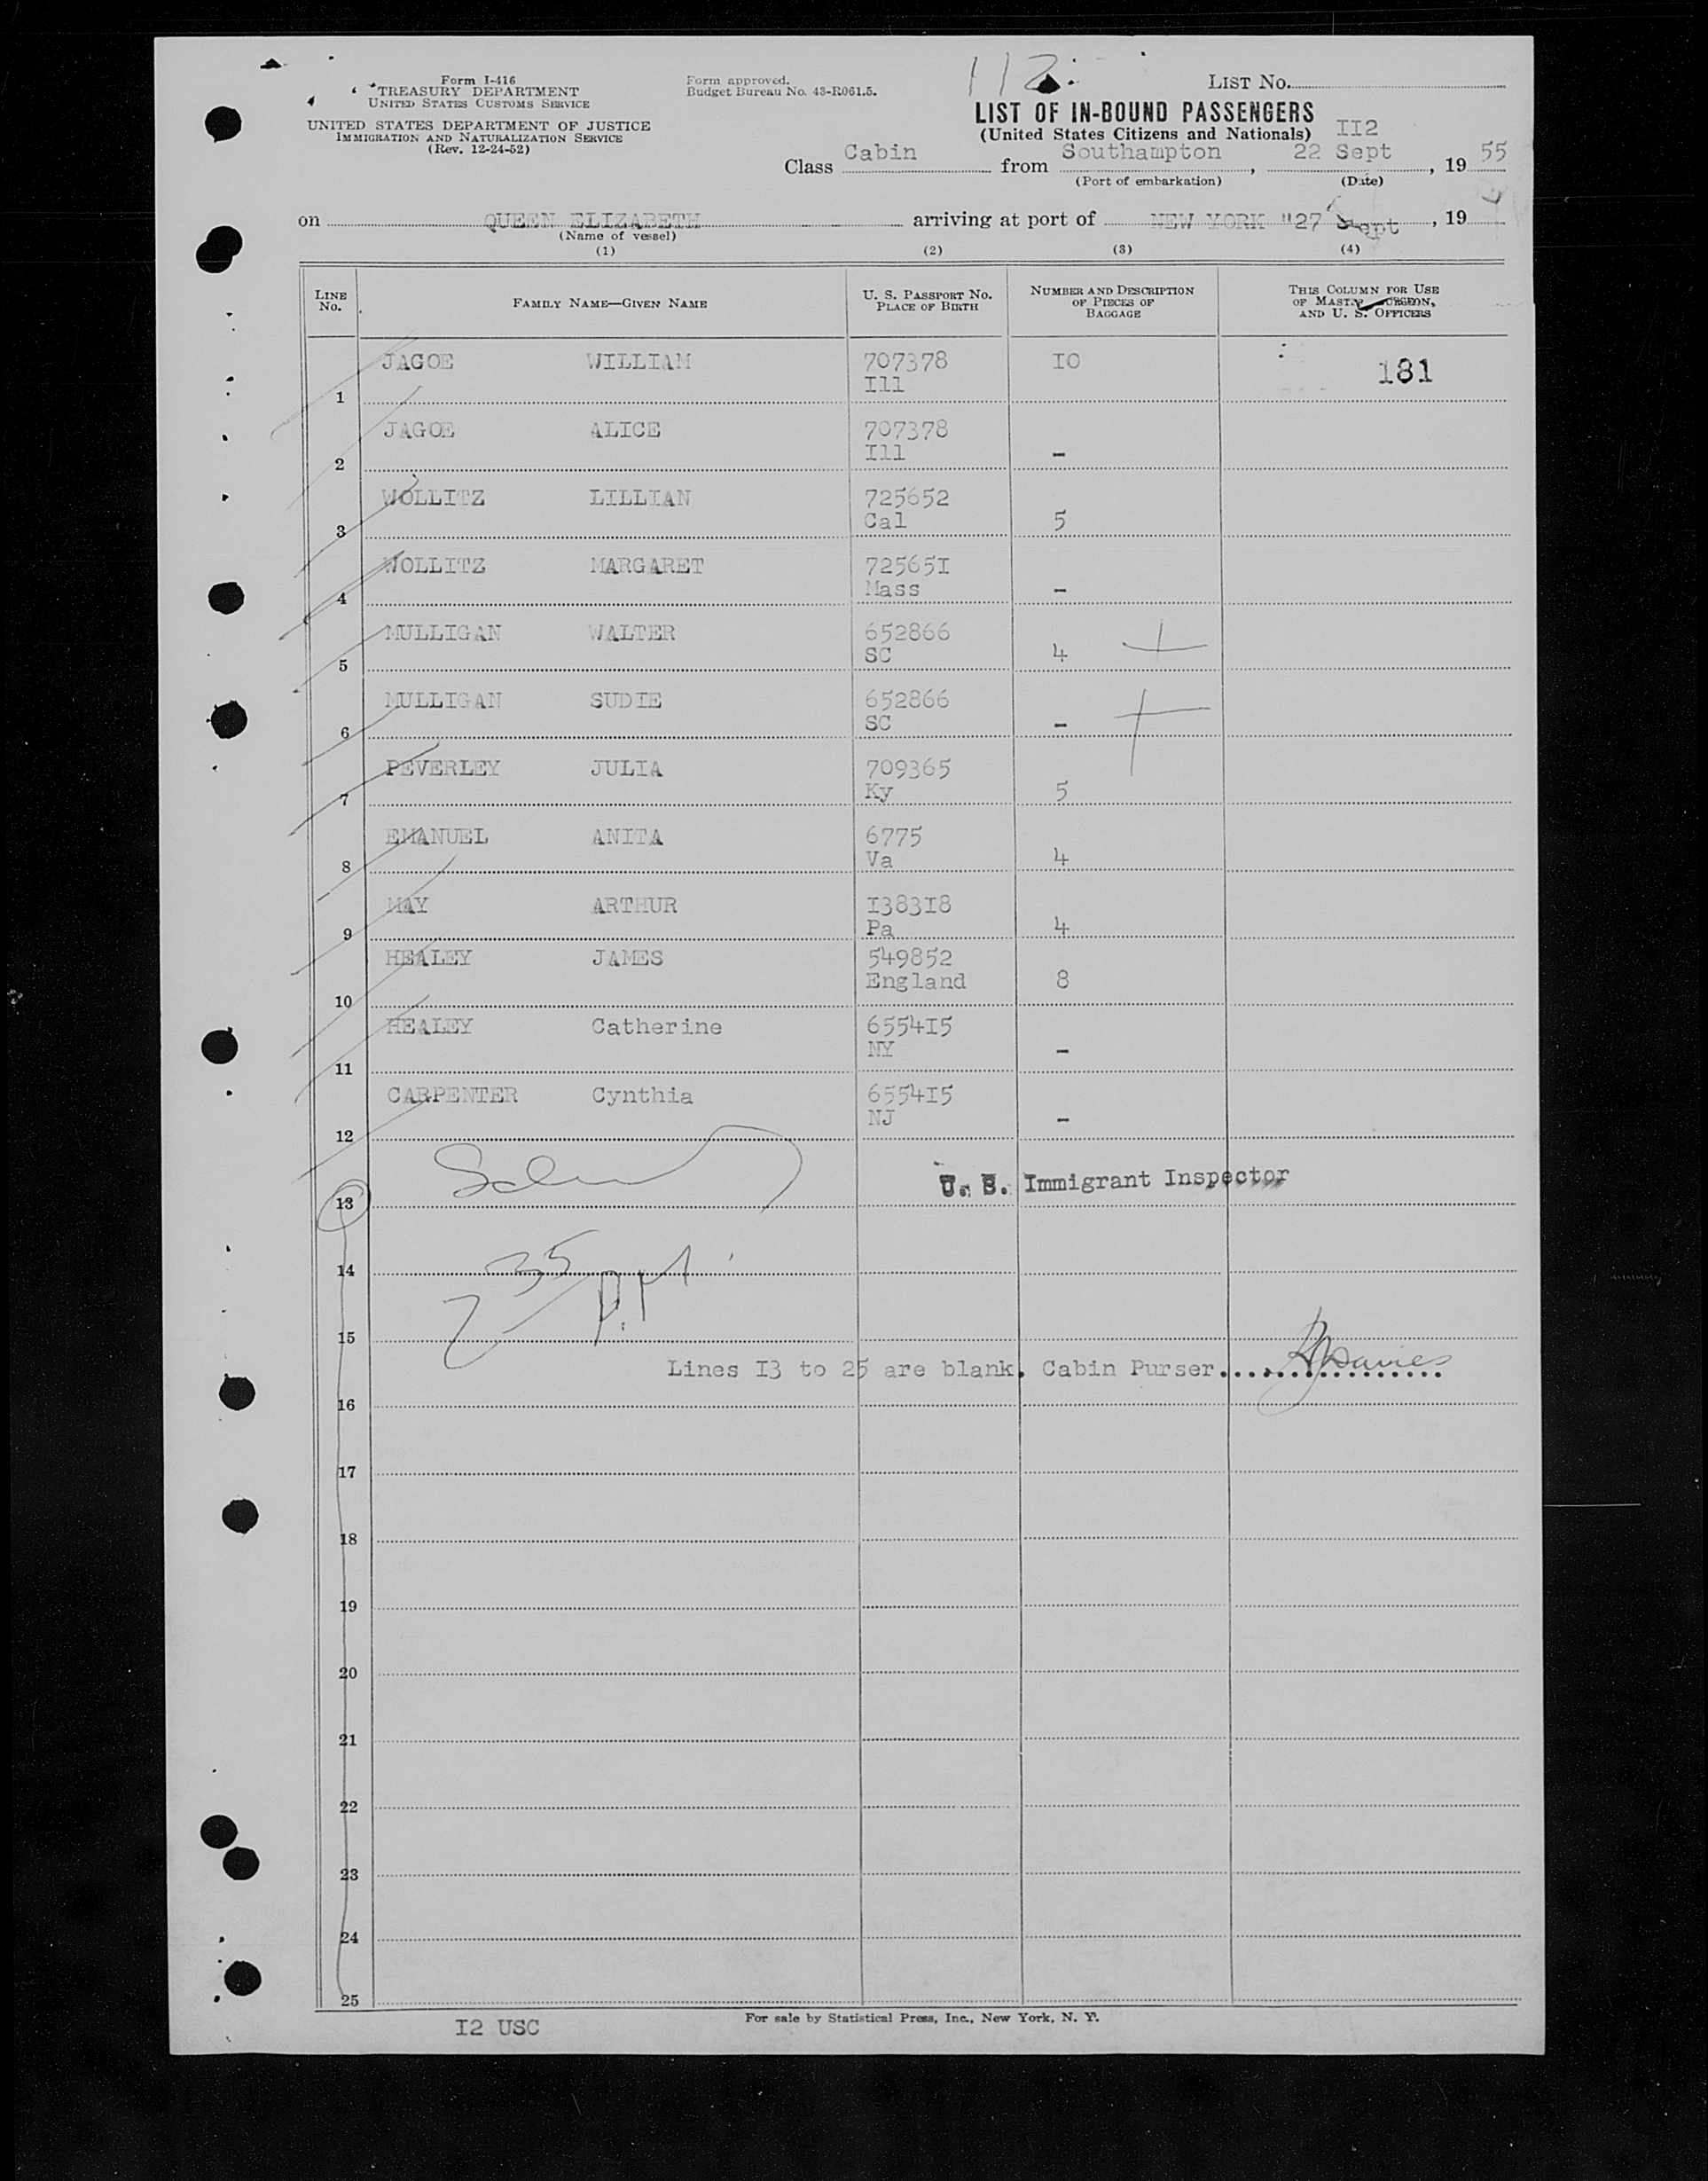 Form I-416
TREASURY DEPARTMENT
UNITED STATES CUSTOMS SERVICE
UNITED STATES DEPARTMENT OF JUSTICE
IMMIGRATION AND NATURALIZATION SERVICE
(Rev. 12-24-52)
Form approved.
Budget Bureau No. 43-R061.5.
112
LIST NO.
LIST OF IN-BOUND PASSENGERS
(United States Citizens and Nationals) II2
Class Cabin from Southampton, 22 Sept, 19 55
(Port of embarkation) (Date)
on QUEEN ELIZABETH arriving at port of NEW YORK "27 Sept, 19
(Name of vessel)
(1) (2) (3) (4)
LINE NO. FAMILY NAME—GIVEN NAME U. S. PASSPORT NO. PLACE OF BIRTH NUMBER AND DESCRIPTION OF PIECES OF BAGGAGE THIS COLUMN FOR USE OF MASTER, SURGEON, AND U. S. OFFICERS
JAGOE WILLIAM 707378 IO 181
1 Ill
JAGOE ALICE 707378
2 Ill -
WOLLITZ LILLIAN 725652
3 Cal 5
WOLLITZ MARGARET 72565I
4 Mass -
MULLIGAN WALTER 652866
5 SC 4
MULLIGAN SUDIE 652866
6 SC -
PEVERLEY JULIA 709365
7 Ky 5
EMANUEL ANITA 6775
8 Va 4
MAY ARTHUR I383I8
9 Pa 4
HEALEY JAMES 549852
10 England 8
HEALEY Catherine 6554I5
11 NY -
CARPENTER Cynthia 6554I5
12 NJ -
U. S. Immigrant Inspector
13
14 35
15
Lines I3 to 25 are blank. Cabin Purser................. Davies
16
17
18
19
20
21
22
23
24
25
I2 USC
For sale by Statistical Press, Inc., New York, N. Y.